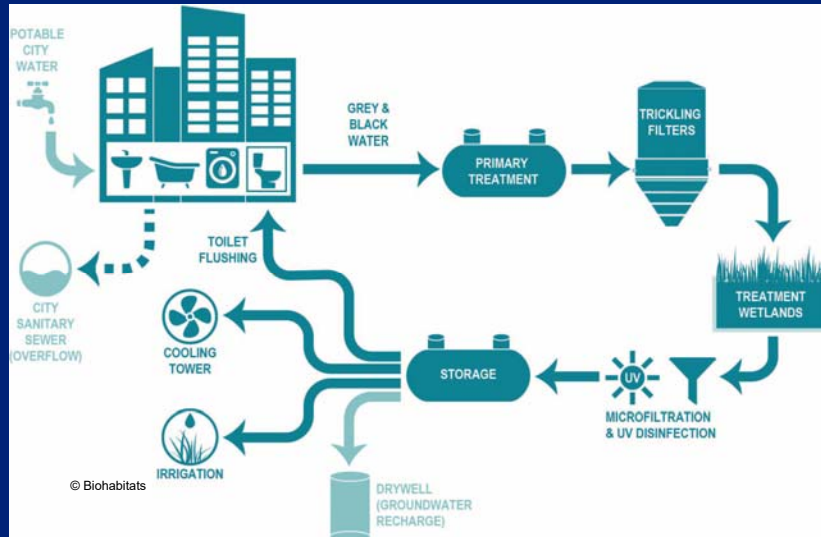 POTABLE
CITY
WATER
GREY &
BLACK
WATER
PRIMARY
TREATMENT
TRICKLING
FILTERS
TREATMENT
WETLANDS
UV
MICROFILTRATION
& UV DISINFECTION
STORAGE
TOILET
FLUSHING
COOLING
TOWER
IRRIGATION
DRYWELL
(GROUNDWATER
RECHARGE)
CITY
SANITARY
SEWER
(OVERFLOW)
© Biohabitats